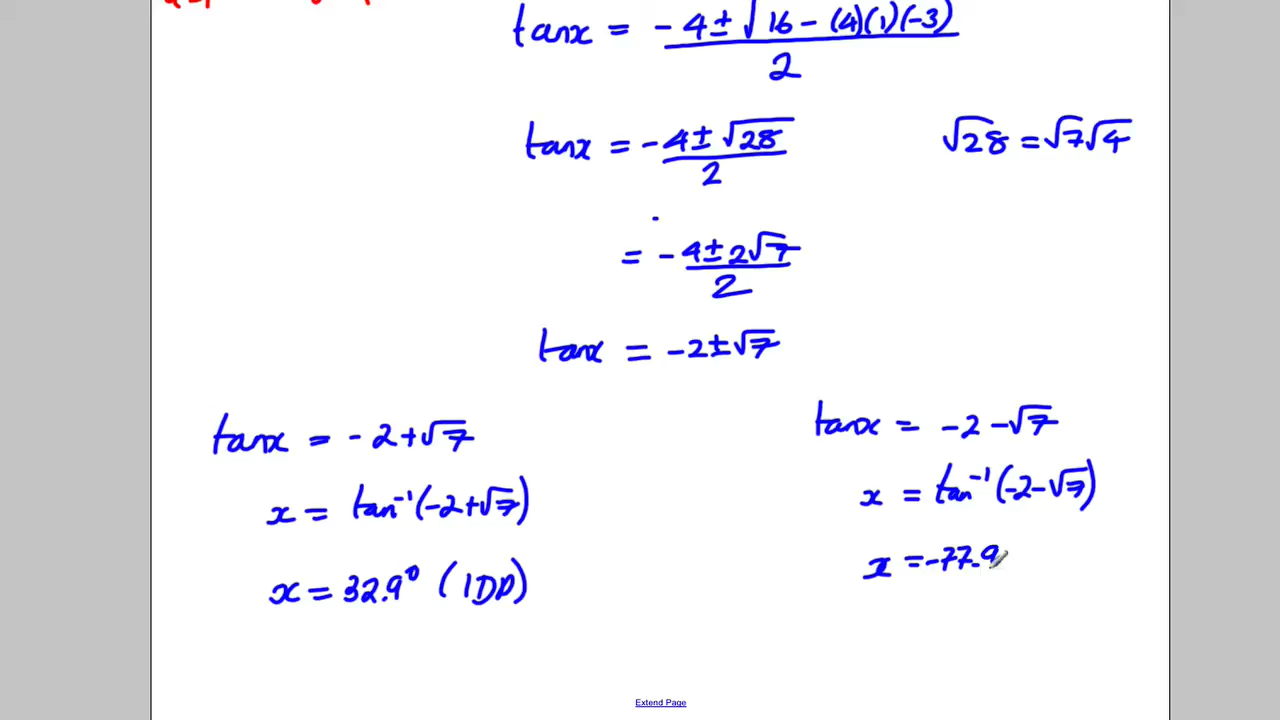 tanx = -4 ± √16 - (4)(1)(-3)
2
tanx = -4 ± √28
2
√28 = √7√4
= -4 ± 2√7
2
tanx = -2 ± √7
tanx = -2 + √7
x = tan⁻¹(-2+√7)
x = 32.9° (1DP)
tanx = -2 - √7
x = tan⁻¹(-2-√7)
x = -77.9
Extend Page